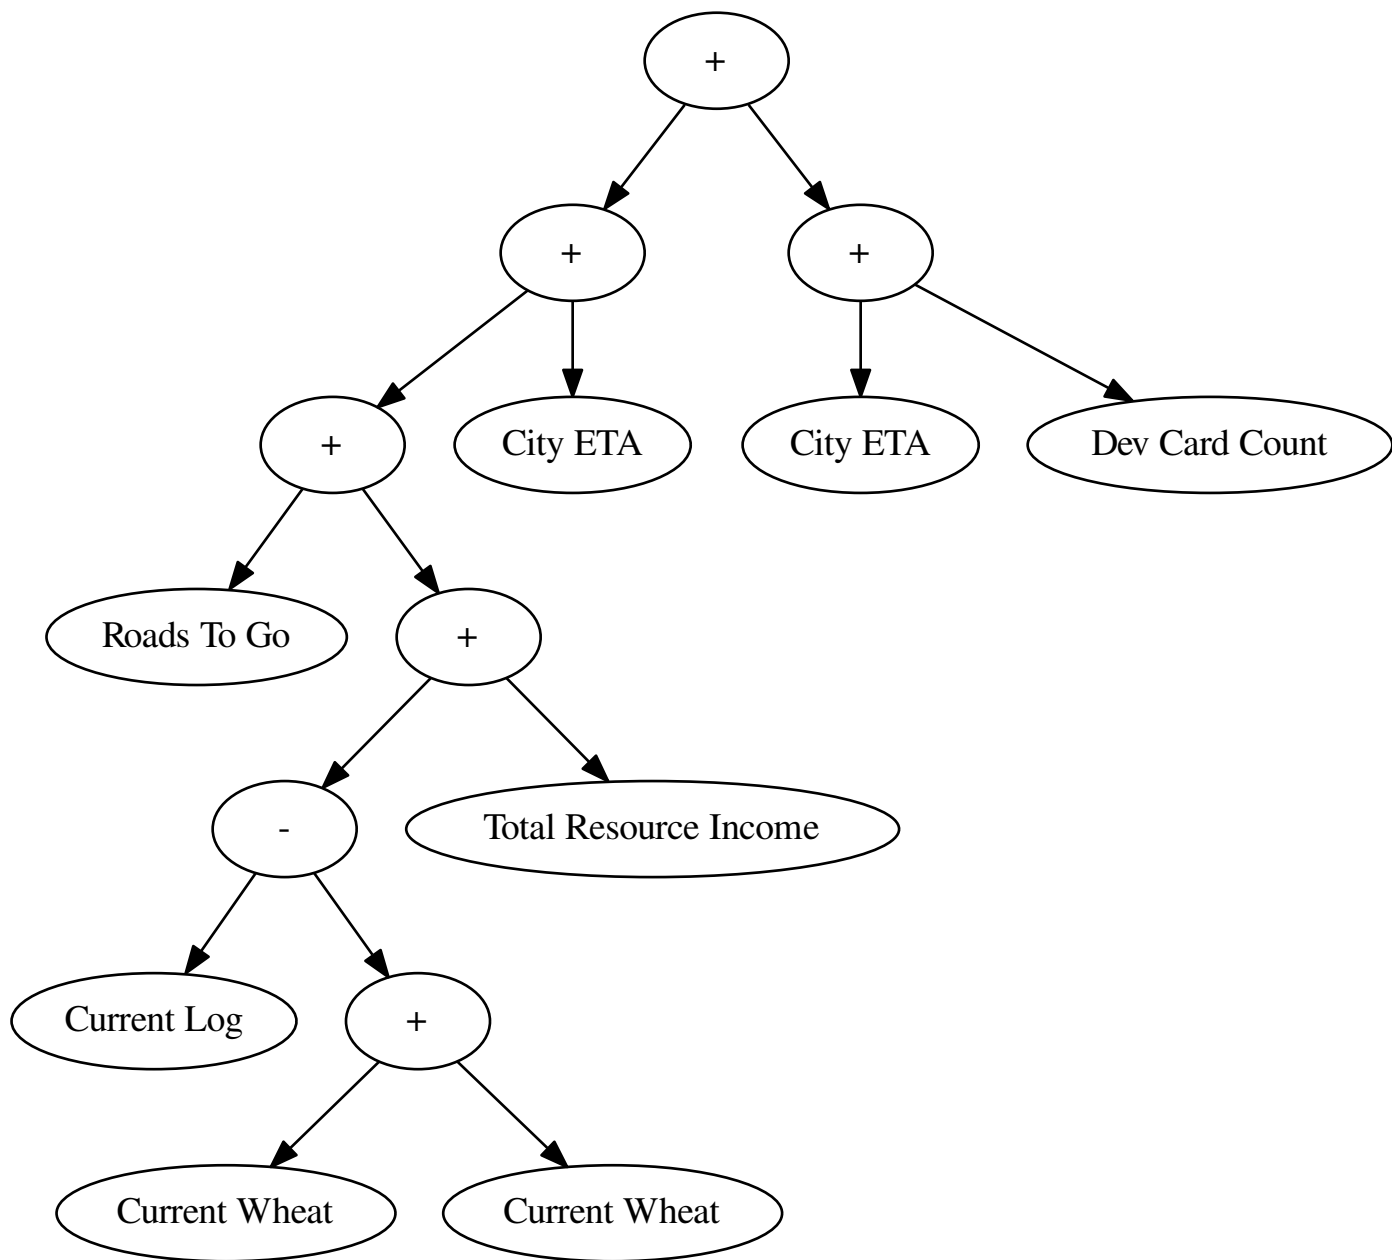 +
+
+
+
City ETA
City ETA
Dev Card Count
Roads To Go
+
-
Total Resource Income
Current Log
+
Current Wheat
Current Wheat